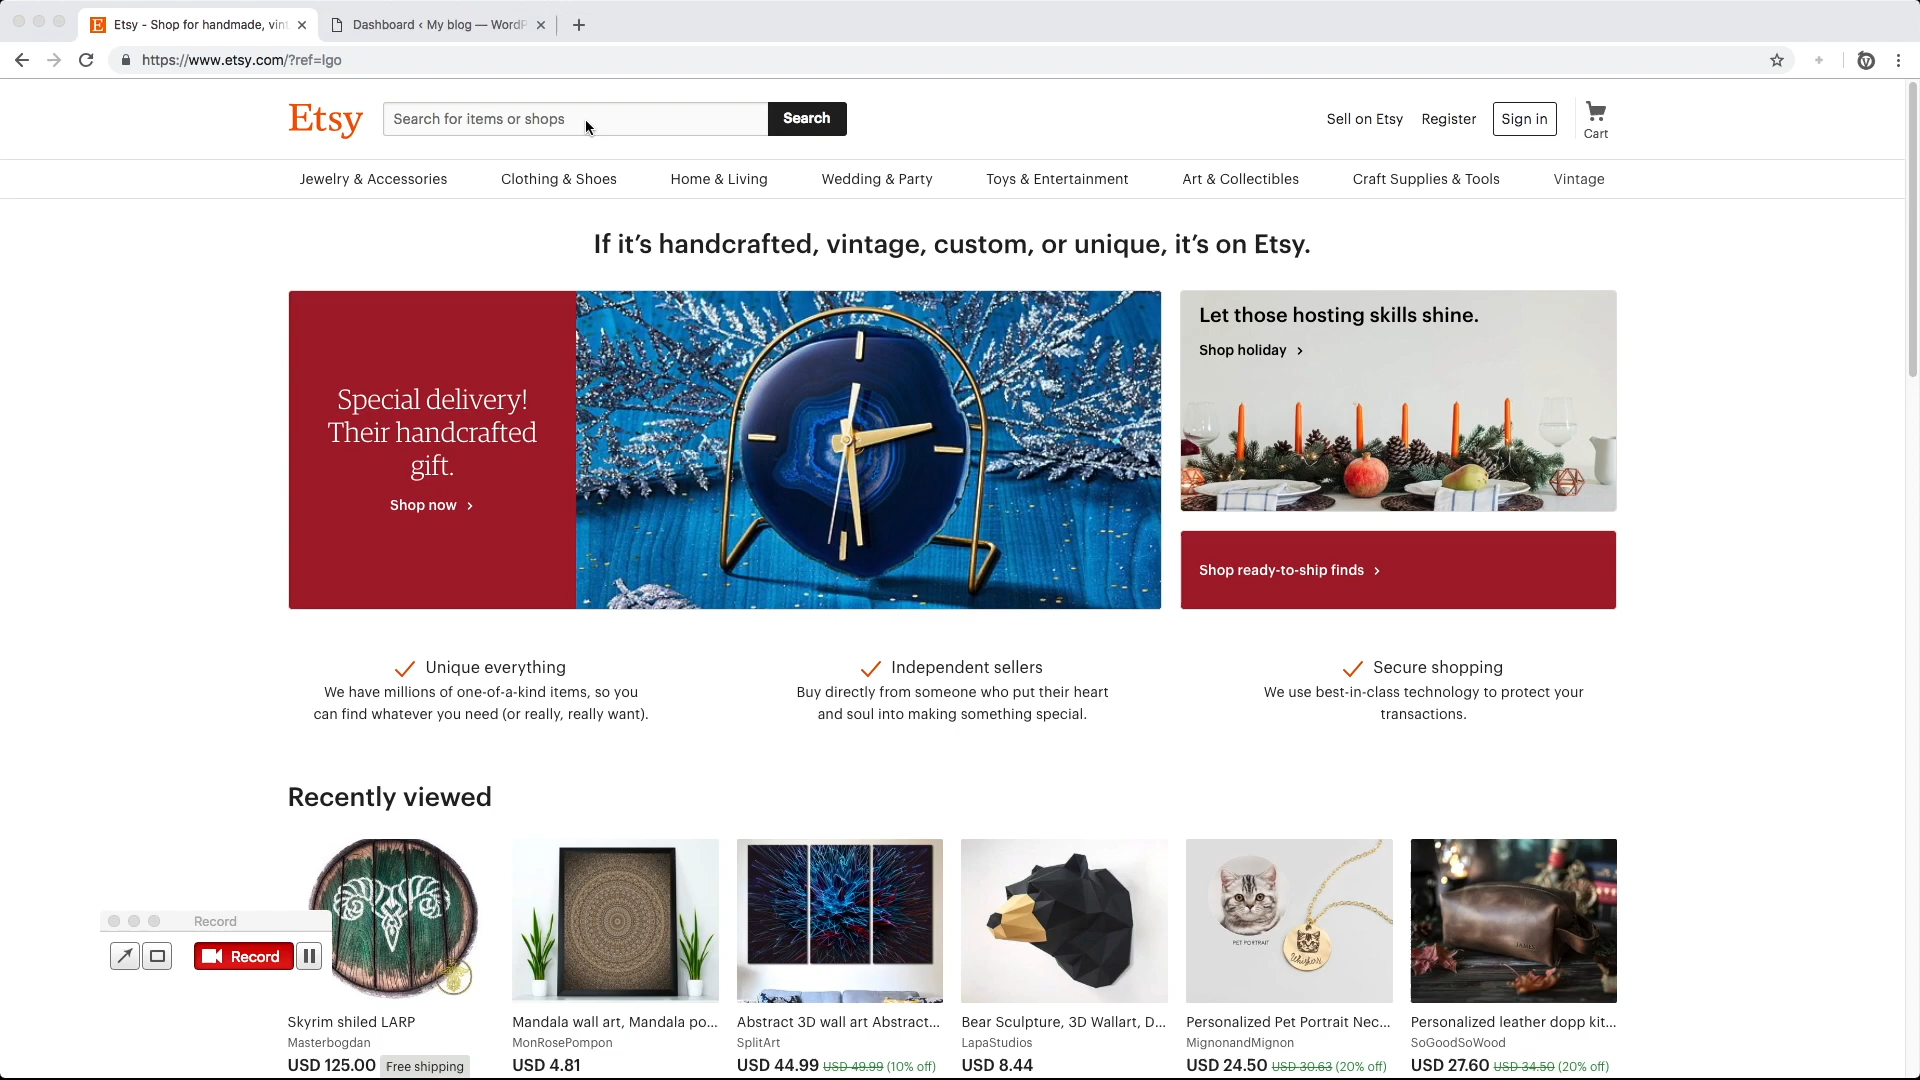 Etsy - Shop for handmade, vint
Dashboard ‹ My blog — WordP
https://www.etsy.com/?ref=lgo
Etsy
Search for items or shops
Search
Sell on Etsy
Register
Sign in
Cart
Jewelry & Accessories
Clothing & Shoes
Home & Living
Wedding & Party
Toys & Entertainment
Art & Collectibles
Craft Supplies & Tools
Vintage
If it's handcrafted, vintage, custom, or unique, it's on Etsy.
Special delivery!
Their handcrafted
gift.
Shop now
Let those hosting skills shine.
Shop holiday
Shop ready-to-ship finds
Unique everything
We have millions of one-of-a-kind items, so you
can find whatever you need (or really, really want).
Independent sellers
Buy directly from someone who put their heart
and soul into making something special.
Secure shopping
We use best-in-class technology to protect your
transactions.
Recently viewed
Record
Record
PET PORTRAIT
Whiskers
JAMES
Skyrim shiled LARP
Masterbogdan
USD 125.00 Free shipping
Mandala wall art, Mandala po...
MonRosePompon
USD 4.81
Abstract 3D wall art Abstract...
SplitArt
USD 44.99 USD 49.99 (10% off)
Bear Sculpture, 3D Wallart, D...
LapaStudios
USD 8.44
Personalized Pet Portrait Nec...
MignonandMignon
USD 24.50 USD 30.63 (20% off)
Personalized leather dopp kit...
SoGoodSoWood
USD 27.60 USD 34.50 (20% off)